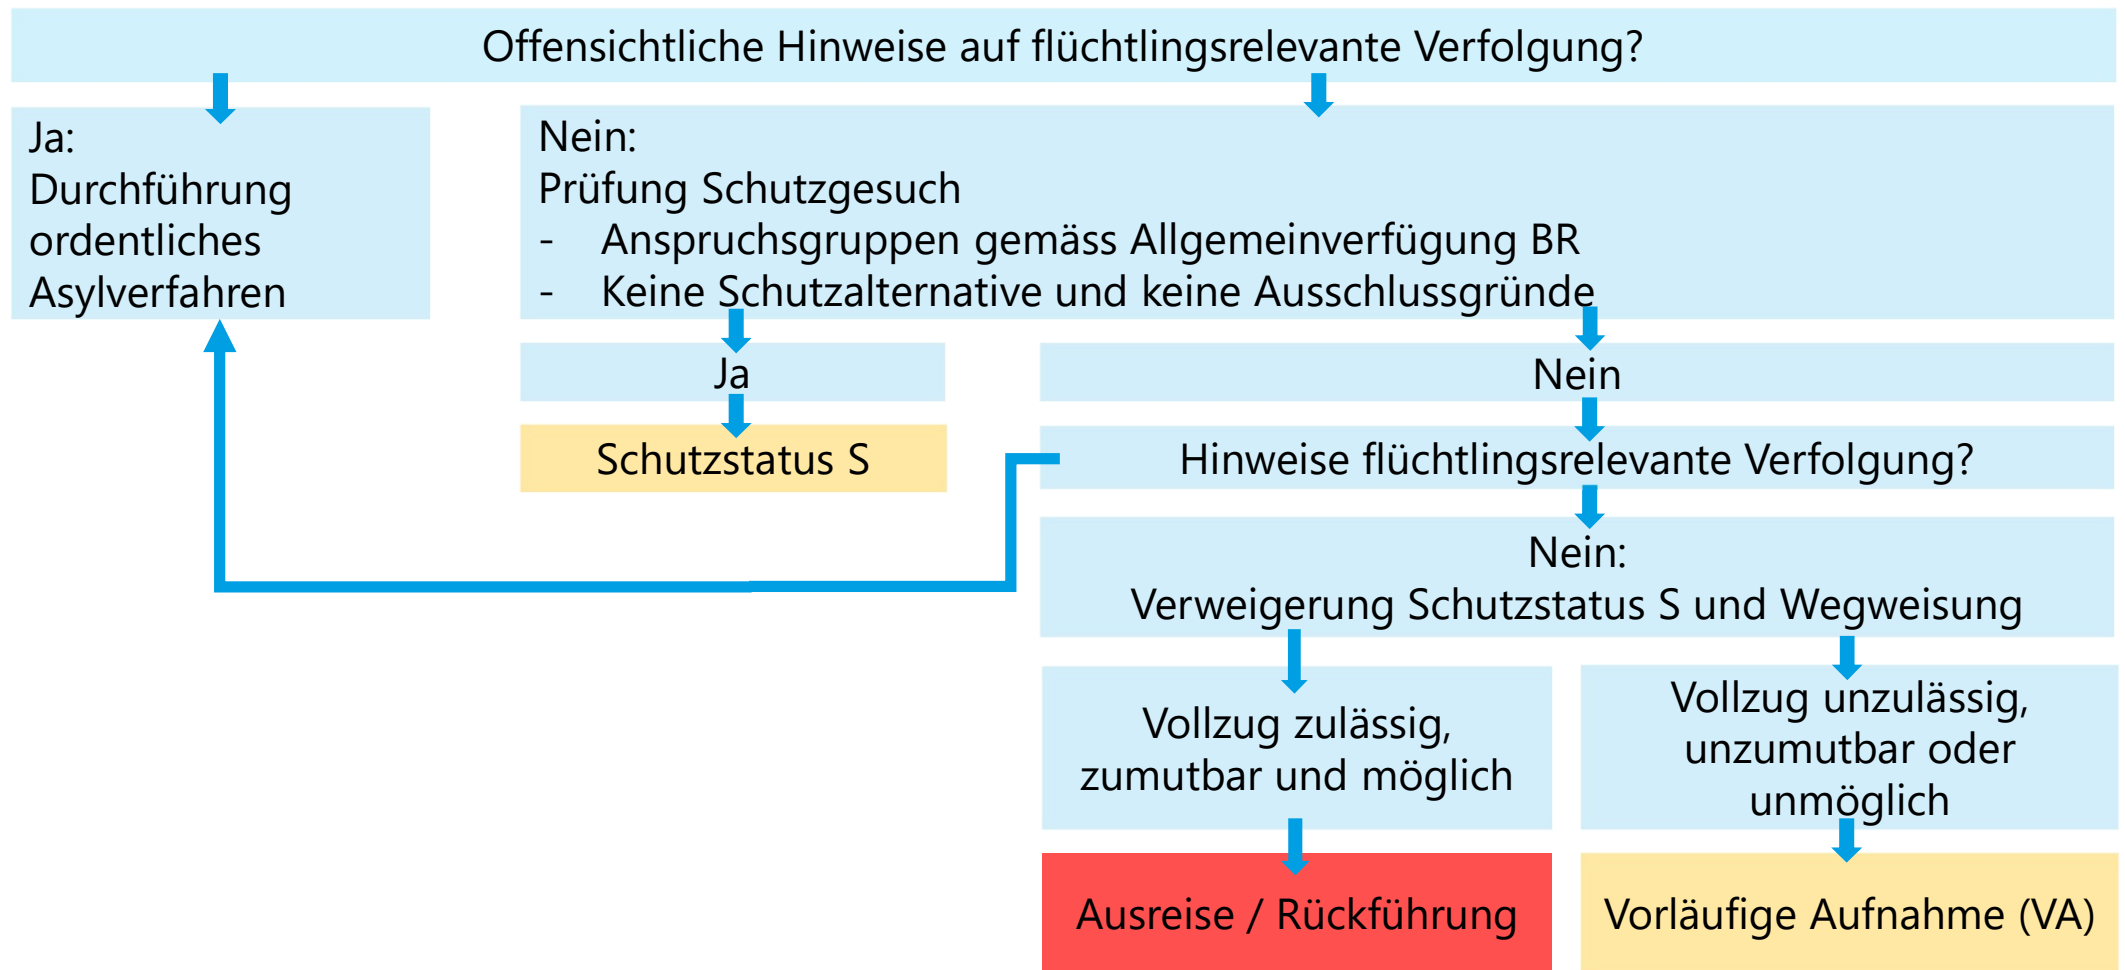 Offensichtliche Hinweise auf flüchtlingsrelevante Verfolgung?
Ja:
Durchführung
ordentliches
Asylverfahren
Nein:
Prüfung Schutzgesuch
- Anspruchsgruppen gemäss Allgemeinverfügung BR
- Keine Schutzalternative und keine Ausschlussgründe
Ja
Nein
Schutzstatus S
Hinweise flüchtlingsrelevante Verfolgung?
Nein:
Verweigerung Schutzstatus S und Wegweisung
Vollzug zulässig,
zumutbar und möglich
Vollzug unzulässig,
unzumutbar oder
unmöglich
Ausreise / Rückführung
Vorläufige Aufnahme (VA)